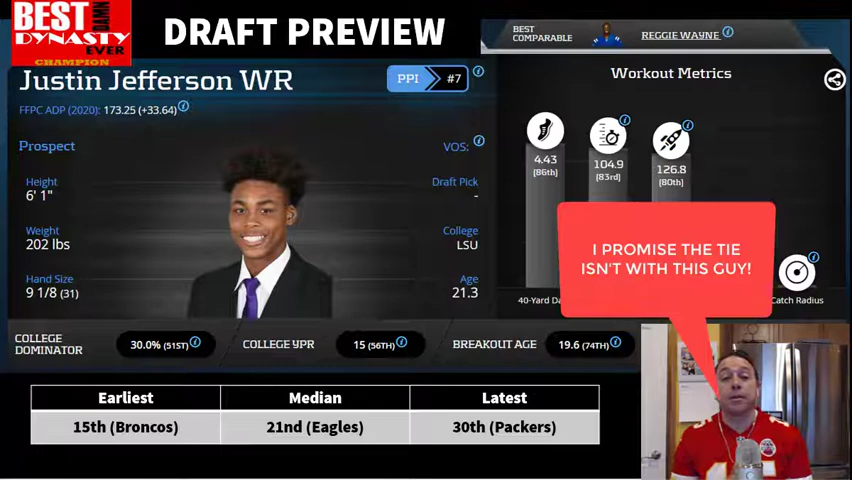 BEST
DAMN
DYNASTY
EVER
CHAMPION
DRAFT PREVIEW
BEST
COMPARABLE
REGGIE WAYNE
Justin Jefferson WR
PPI
#7
FFPC ADP (2020): 173.25 (+33.64)
Workout Metrics
Prospect
VOS:
Height
6' 1"
Draft Pick
-
Weight
202 lbs
College
LSU
Hand Size
9 1/8 (31)
Age
21.3
4.43
(86th)
104.9
(83rd)
126.8
(80th)
40-Yard Da
Catch Radius
I PROMISE THE TIE
ISN'T WITH THIS GUY!
COLLEGE
DOMINATOR
30.0% (51ST)
COLLEGE YPR
15 (56TH)
BREAKOUT AGE
19.6 (74TH)
Earliest
Median
Latest
15th (Broncos)
21nd (Eagles)
30th (Packers)